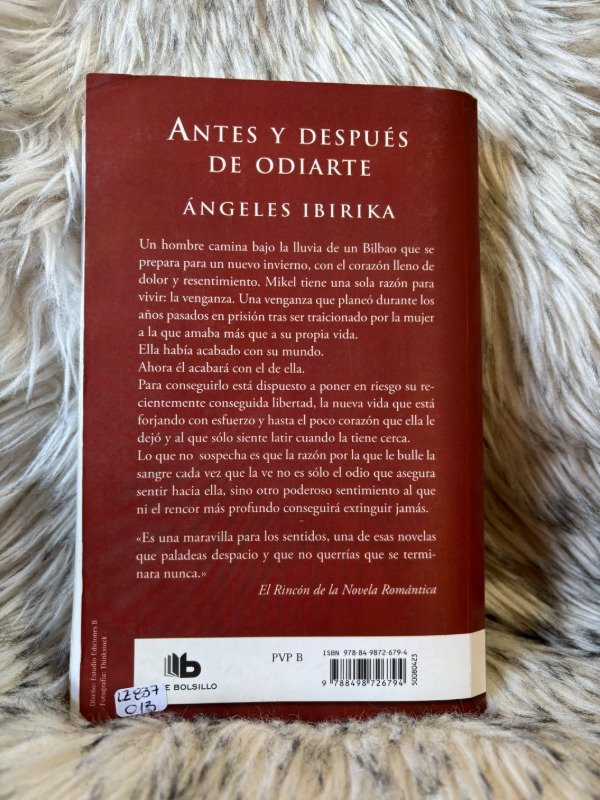 ANTES Y DESPUÉS
DE ODIARTE
ÁNGELES IBIRIKA
Un hombre camina bajo la lluvia de un Bilbao que se
prepara para un nuevo invierno, con el corazón lleno de
dolor y resentimiento. Mikel tiene una sola razón para
vivir: la venganza. Una venganza que planeó durante los
años pasados en prisión tras ser traicionado por la mujer
a la que amaba más que a su propia vida.
Ella había acabado con su mundo.
Ahora él acabará con el de ella.
Para conseguirlo está dispuesto a poner en riesgo su re-
cientemente conseguida libertad, la nueva vida que está
forjando con esfuerzo y hasta el poco corazón que ella le
dejó y al que sólo siente latir cuando la tiene cerca.
Lo que no sospecha es que la razón por la que le bulle la
sangre cada vez que la ve no es sólo el odio que asegura
sentir hacia ella, sino otro poderoso sentimiento al que
ni el rencor más profundo conseguirá extinguir jamás.
«Es una maravilla para los sentidos, una de esas novelas
que paladeas despacio y que no querrías que se termi-
nara nunca.»
El Rincón de la Novela Romántica
Diseño: Estudio Ediciones B
Fotografía: Thinkstock
b
E BOLSILLO
LZ837
013
PVP B
ISBN 978-84-9872-679-4
9 788498 726794
50080423